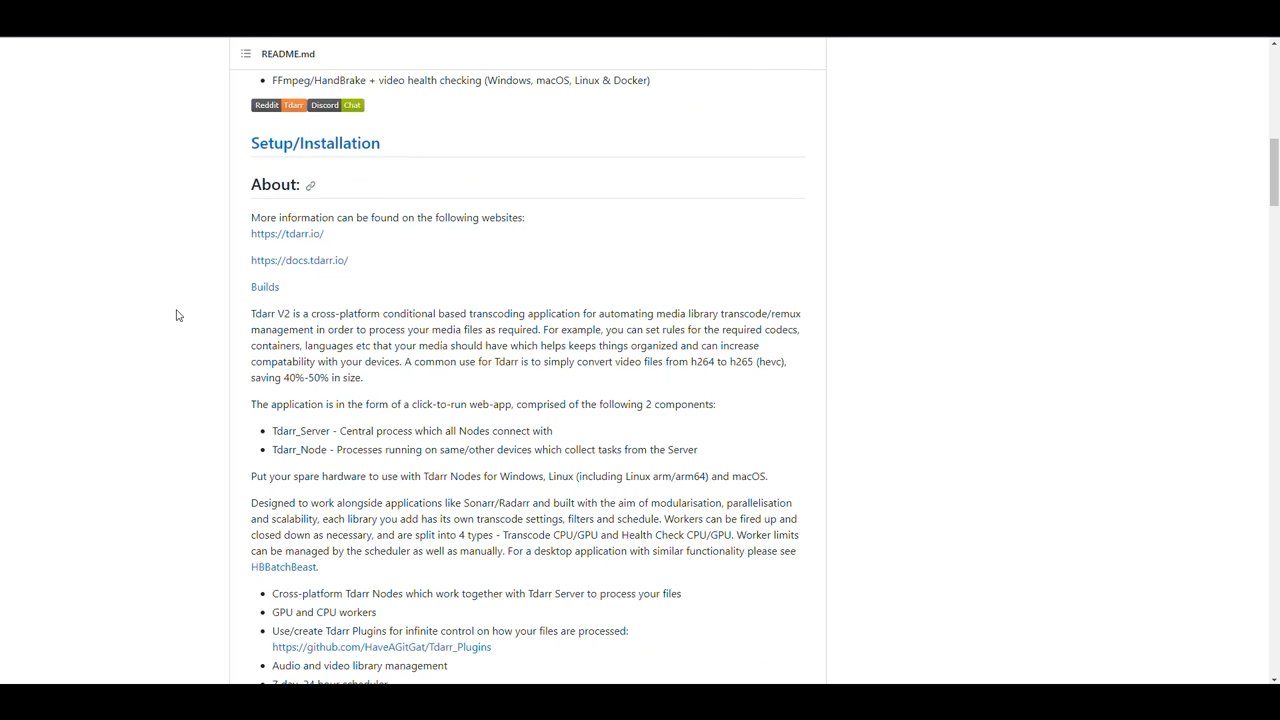 README.md
FFmpeg/HandBrake + video health checking (Windows, macOS, Linux & Docker)
Reddit Tdarr Discord Chat
Setup/Installation
About:
More information can be found on the following websites:
https://tdarr.io/
https://docs.tdarr.io/
Builds
Tdarr V2 is a cross-platform conditional based transcoding application for automating media library transcode/remux
management in order to process your media files as required. For example, you can set rules for the required codecs,
containers, languages etc that your media should have which helps keeps things organized and can increase
compatability with your devices. A common use for Tdarr is to simply convert video files from h264 to h265 (hevc),
saving 40%-50% in size.
The application is in the form of a click-to-run web-app, comprised of the following 2 components:
Tdarr_Server - Central process which all Nodes connect with
Tdarr_Node - Processes running on same/other devices which collect tasks from the Server
Put your spare hardware to use with Tdarr Nodes for Windows, Linux (including Linux arm/arm64) and macOS.
Designed to work alongside applications like Sonarr/Radarr and built with the aim of modularisation, parallelisation
and scalability, each library you add has its own transcode settings, filters and schedule. Workers can be fired up and
closed down as necessary, and are split into 4 types - Transcode CPU/GPU and Health Check CPU/GPU. Worker limits
can be managed by the scheduler as well as manually. For a desktop application with similar functionality please see
HBBatchBeast.
Cross-platform Tdarr Nodes which work together with Tdarr Server to process your files
GPU and CPU workers
Use/create Tdarr Plugins for infinite control on how your files are processed:
https://github.com/HaveAGitGat/Tdarr_Plugins
Audio and video library management
7 day, 24 hour scheduler